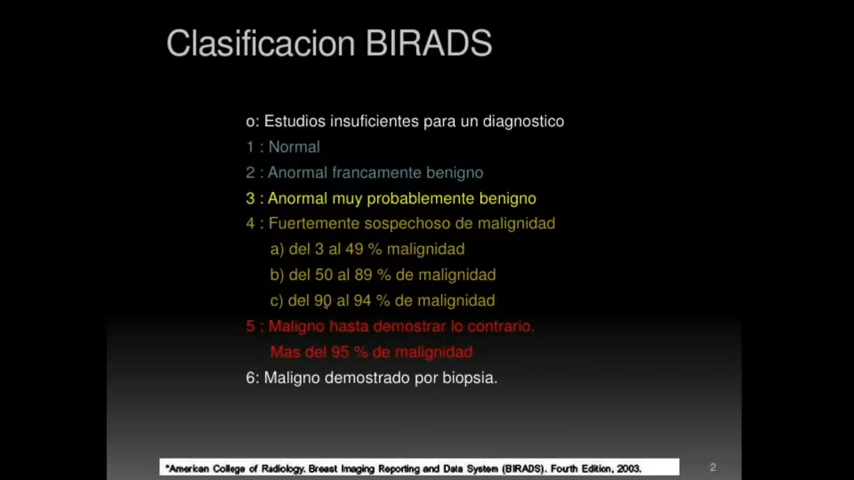 Clasificacion BIRADS
o: Estudios insuficientes para un diagnostico
1 : Normal
2 : Anormal francamente benigno
3 : Anormal muy probablemente benigno
4 : Fuertemente sospechoso de malignidad
a) del 3 al 49 % malignidad
b) del 50 al 89 % de malignidad
c) del 90 al 94 % de malignidad
5 : Maligno hasta demostrar lo contrario.
Mas del 95 % de malignidad
6: Maligno demostrado por biopsia.
*American College of Radiology. Breast Imaging Reporting and Data System (BIRADS). Fourth Edition, 2003.
2